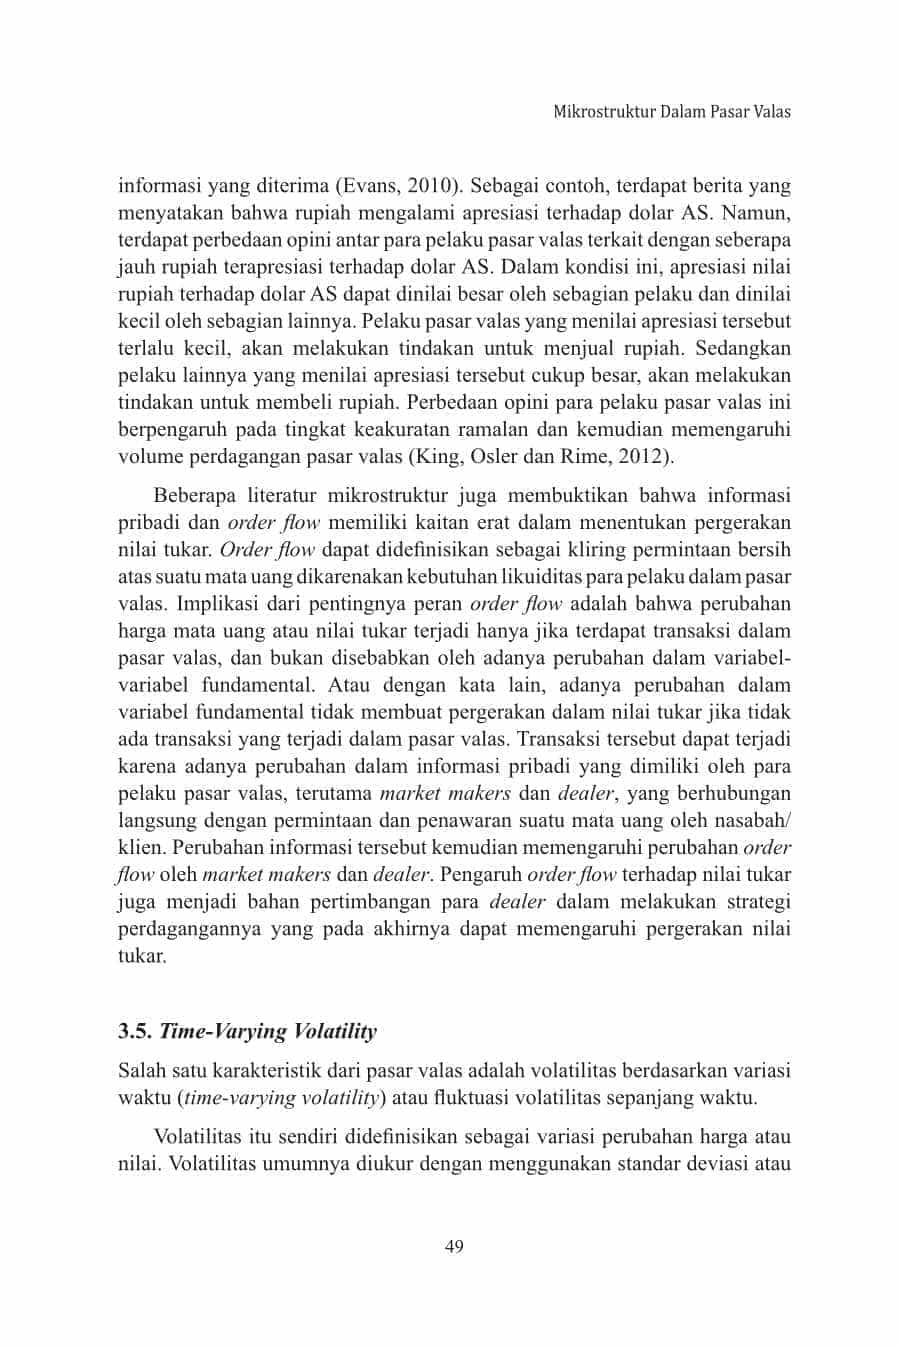 Mikrostruktur Dalam Pasar Valas
informasi yang diterima (Evans, 2010). Sebagai contoh, terdapat berita yang
menyatakan bahwa rupiah mengalami apresiasi terhadap dolar AS. Namun,
terdapat perbedaan opini antar para pelaku pasar valas terkait dengan seberapa
jauh rupiah terapresiasi terhadap dolar AS. Dalam kondisi ini, apresiasi nilai
rupiah terhadap dolar AS dapat dinilai besar oleh sebagian pelaku dan dinilai
kecil oleh sebagian lainnya. Pelaku pasar valas yang menilai apresiasi tersebut
terlalu kecil, akan melakukan tindakan untuk menjual rupiah. Sedangkan
pelaku lainnya yang menilai apresiasi tersebut cukup besar, akan melakukan
tindakan untuk membeli rupiah. Perbedaan opini para pelaku pasar valas ini
berpengaruh pada tingkat keakuratan ramalan dan kemudian memengaruhi
volume perdagangan pasar valas (King, Osler dan Rime, 2012).
Beberapa literatur mikrostruktur juga membuktikan bahwa informasi
pribadi dan order flow memiliki kaitan erat dalam menentukan pergerakan
nilai tukar. Order flow dapat didefinisikan sebagai kliring permintaan bersih
atas suatu mata uang dikarenakan kebutuhan likuiditas para pelaku dalam pasar
valas. Implikasi dari pentingnya peran order flow adalah bahwa perubahan
harga mata uang atau nilai tukar terjadi hanya jika terdapat transaksi dalam
pasar valas, dan bukan disebabkan oleh adanya perubahan dalam variabel-
variabel fundamental. Atau dengan kata lain, adanya perubahan dalam
variabel fundamental tidak membuat pergerakan dalam nilai tukar jika tidak
ada transaksi yang terjadi dalam pasar valas. Transaksi tersebut dapat terjadi
karena adanya perubahan dalam informasi pribadi yang dimiliki oleh para
pelaku pasar valas, terutama market makers dan dealer, yang berhubungan
langsung dengan permintaan dan penawaran suatu mata uang oleh nasabah/
klien. Perubahan informasi tersebut kemudian memengaruhi perubahan order
flow oleh market makers dan dealer. Pengaruh order flow terhadap nilai tukar
juga menjadi bahan pertimbangan para dealer dalam melakukan strategi
perdagangannya yang pada akhirnya dapat memengaruhi pergerakan nilai
tukar.
3.5. Time-Varying Volatility
Salah satu karakteristik dari pasar valas adalah volatilitas berdasarkan variasi
waktu (time-varying volatility) atau fluktuasi volatilitas sepanjang waktu.
Volatilitas itu sendiri didefinisikan sebagai variasi perubahan harga atau
nilai. Volatilitas umumnya diukur dengan menggunakan standar deviasi atau
49